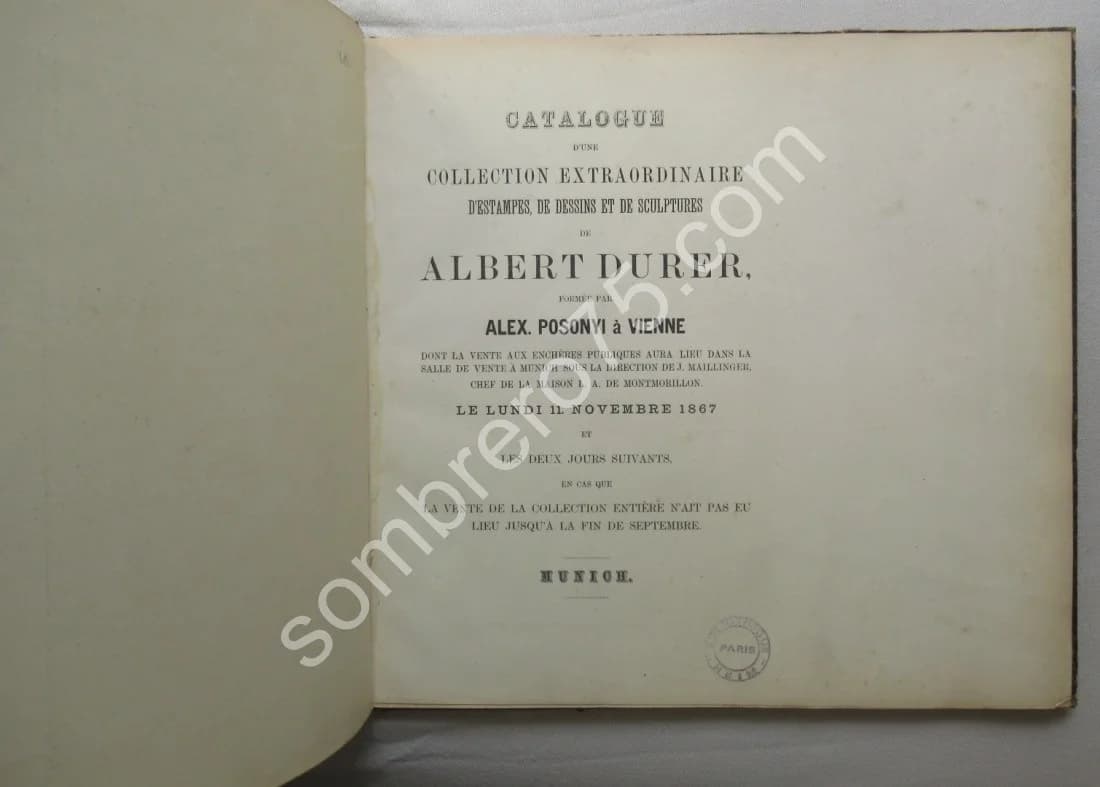 CATALOGUE
D'UNE
COLLECTION EXTRAORDINAIRE
D'ESTAMPES, DE DESSINS ET DE SCULPTURES
DE
ALBERT DURER,
FORMÉE PAR
ALEX. POSONYI à VIENNE
DONT LA VENTE AUX ENCHÈRES PUBLIQUES AURA LIEU DANS LA
SALLE DE VENTE À MUNICH SOUS LA DIRECTION DE J. MAILLINGER,
CHEF DE LA MAISON L. A. DE MONTMORILLON.
LE LUNDI 11. NOVEMBRE 1867
ET
LES DEUX JOURS SUIVANTS,
EN CAS QUE
LA VENTE DE LA COLLECTION ENTIÈRE N'AIT PAS EU
LIEU JUSQU'A LA FIN DE SEPTEMBRE.
MUNICH.
PARIS
sombrero75.com